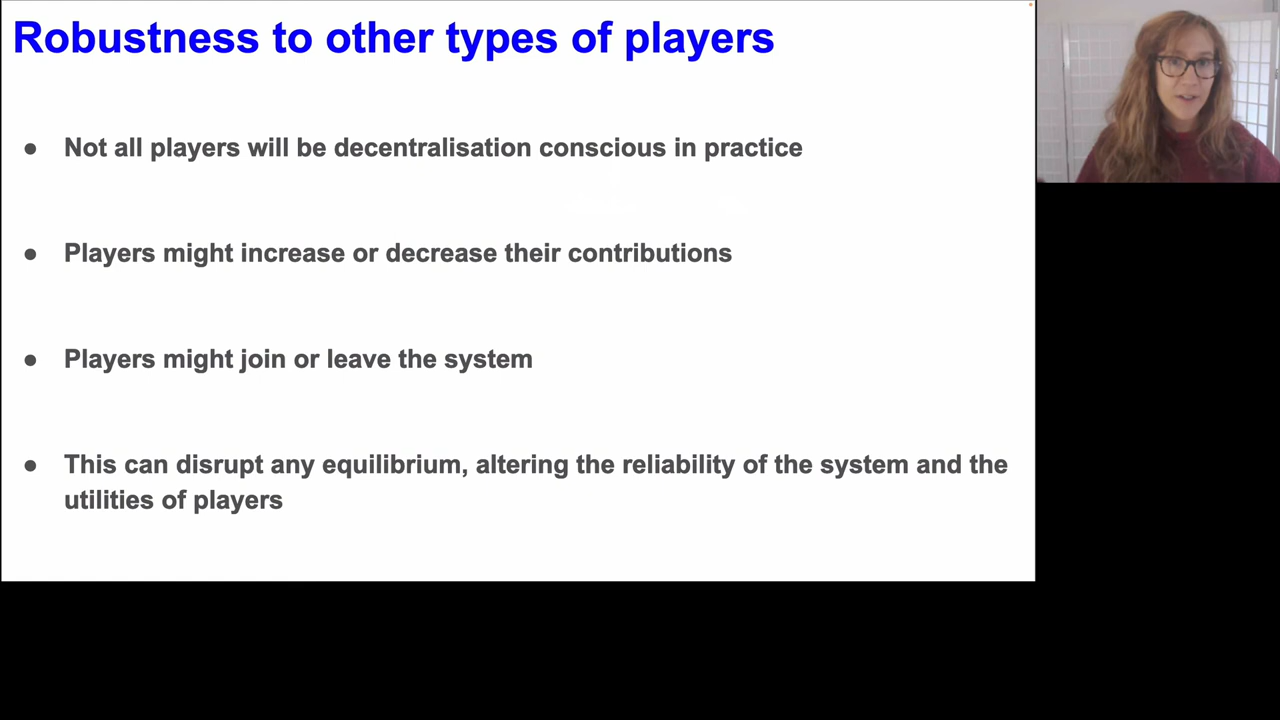 Robustness to other types of players
● Not all players will be decentralisation conscious in practice
● Players might increase or decrease their contributions
● Players might join or leave the system
● This can disrupt any equilibrium, altering the reliability of the system and the
utilities of players